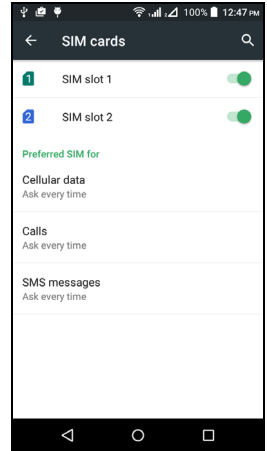 100% 12:47 PM
SIM cards
1 SIM slot 1
2 SIM slot 2
Preferred SIM for
Cellular data
Ask every time
Calls
Ask every time
SMS messages
Ask every time